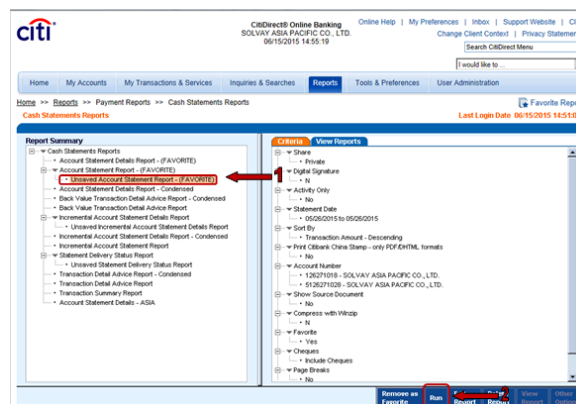 citi
CitiDirect® Online Banking
SOLVAY ASIA PACIFIC CO., LTD.
06/15/2015 14:55:19
Online Help | My Preferences | Inbox | Support Website |
Change Client Context | Privacy Statement
Search CitiDirect Menu
I would like to ...
Home My Accounts My Transactions & Services Inquiries & Searches Reports Tools & Preferences User Administration
Home >> Reports >> Payment Reports >> Cash Statements Reports
Favorite
Cash Statements Reports
Last Login Date 06/15/2015
Report Summary
Cash Statements Reports
Account Statement Details Report - (FAVORITE)
Account Statement Report - (FAVORITE)
Unsaved Account Statement Report - (FAVORITE)
Account Statement Details Report - Condensed
Back Value Transaction Detail Advice Report - Condensed
Back Value Transaction Detail Advice Report
Incremental Account Statement Details Report
Unsaved Incremental Account Statement Details Report
Incremental Account Statement Details Report - Condensed
Incremental Account Statement Report
Statement Delivery Status Report
Unsaved Statement Delivery Status Report
Transaction Detail Advice Report - Condensed
Transaction Detail Advice Report
Transaction Summary Report
Account Statement Details - ASIA
1
Criteria View Reports
Share
Private
Digital Signature
N
Activity Only
No
Statement Date
05/26/2015 to 05/26/2015
Sort By
Transaction Amount - Descending
Print Citibank China Stamp - only PDF/DHTML formats
No
Account Number
126271018 - SOLVAY ASIA PACIFIC CO., LTD.
5126271028 - SOLVAY ASIA PACIFIC CO., LTD.
Show Source Document
No
Compress with Winzip
N
Favorite
Yes
Cheques
Include Cheques
Page Breaks
No
Remove as Favorite
Run
2
Report
Report
View Report
Other